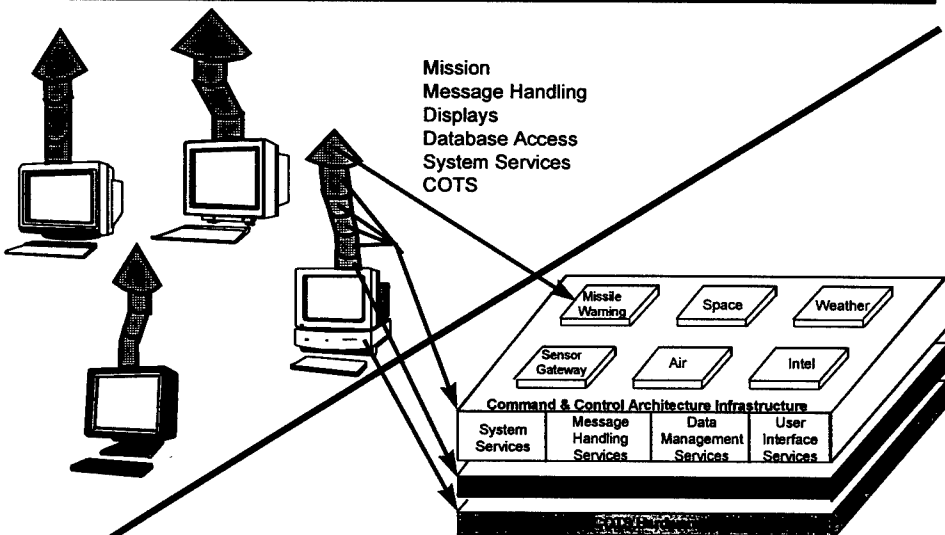 Mission
Message Handling
Displays
Database Access
System Services
COTS
Missile
Warning
Space
Weather
Sensor
Gateway
Air
Intel
Command & Control Architecture Infrastructure
System
Services
Message
Handling
Services
Data
Management
Services
User
Interface
Services